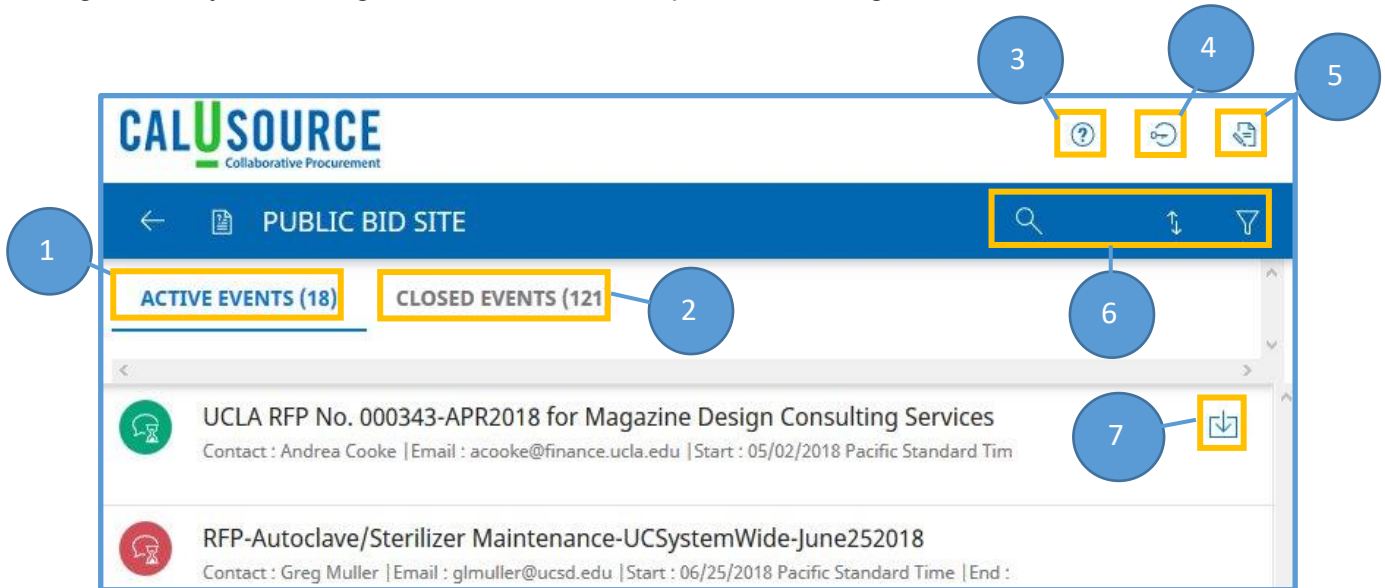 3
4
5
CALUSOURCE
Collaborative Procurement
PUBLIC BID SITE
1
ACTIVE EVENTS (18)
CLOSED EVENTS (121
2
6
UCLA RFP No. 000343-APR2018 for Magazine Design Consulting Services
Contact : Andrea Cooke |Email : acooke@finance.ucla.edu |Start : 05/02/2018 Pacific Standard Tim
7
RFP-Autoclave/Sterilizer Maintenance-UCSystemWide-June252018
Contact : Greg Muller |Email : glmuller@ucsd.edu |Start : 06/25/2018 Pacific Standard Time |End :